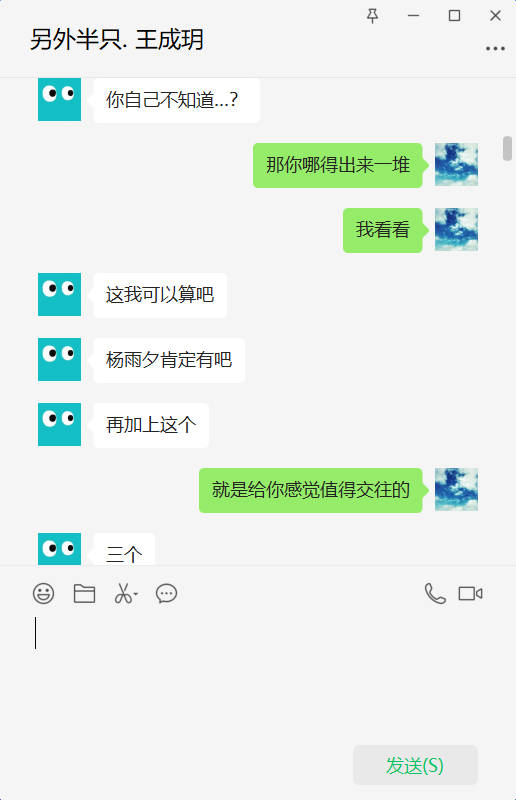 另外半只. 王成玥
你自己不知道...?
那你哪得出来一堆
我看看
这我可以算吧
杨雨夕肯定有吧
再加上这个
就是给你感觉值得交往的
三个
发送(S)